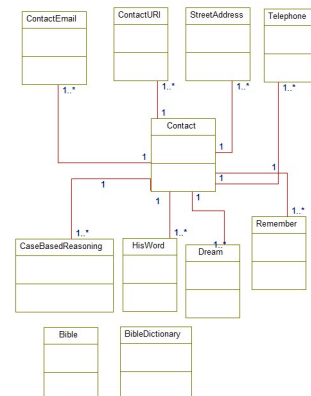 ContactEmail
ContactURI
StreetAddress
Telephone
1..*
1..*
1..*
1..*
1
Contact
1
1
1
1
1
1
1
1
1..*
CaseBasedReasoning
1..*
HisWord
1..*
Dream
1..*
Remember
Bible
BibleDictionary